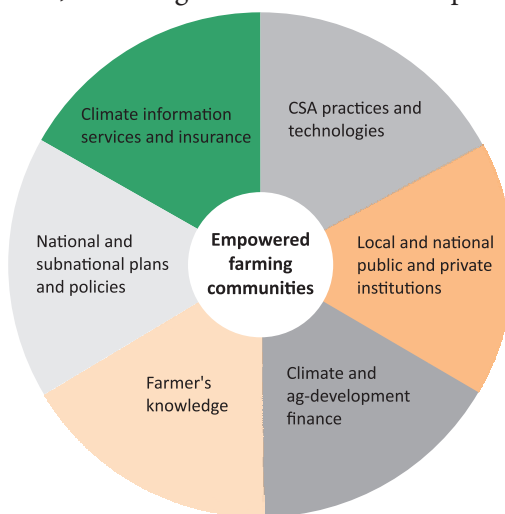 Climate information
services and insurance
CSA practices and
technologies
National and
subnational plans
and policies
Empowered
farming
communities
Local and national
public and private
institutions
Farmer's
knowledge
Climate and
ag-development
finance